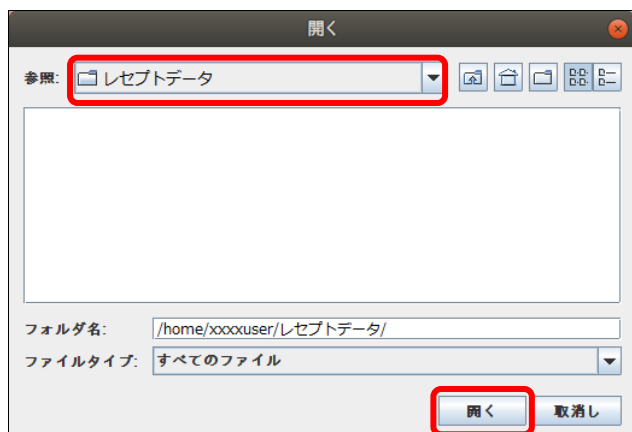 開く
参照: レセプトデータ
フォルダ名: /home/xxxxuser/レセプトデータ/
ファイルタイプ: すべてのファイル
開く 取消し